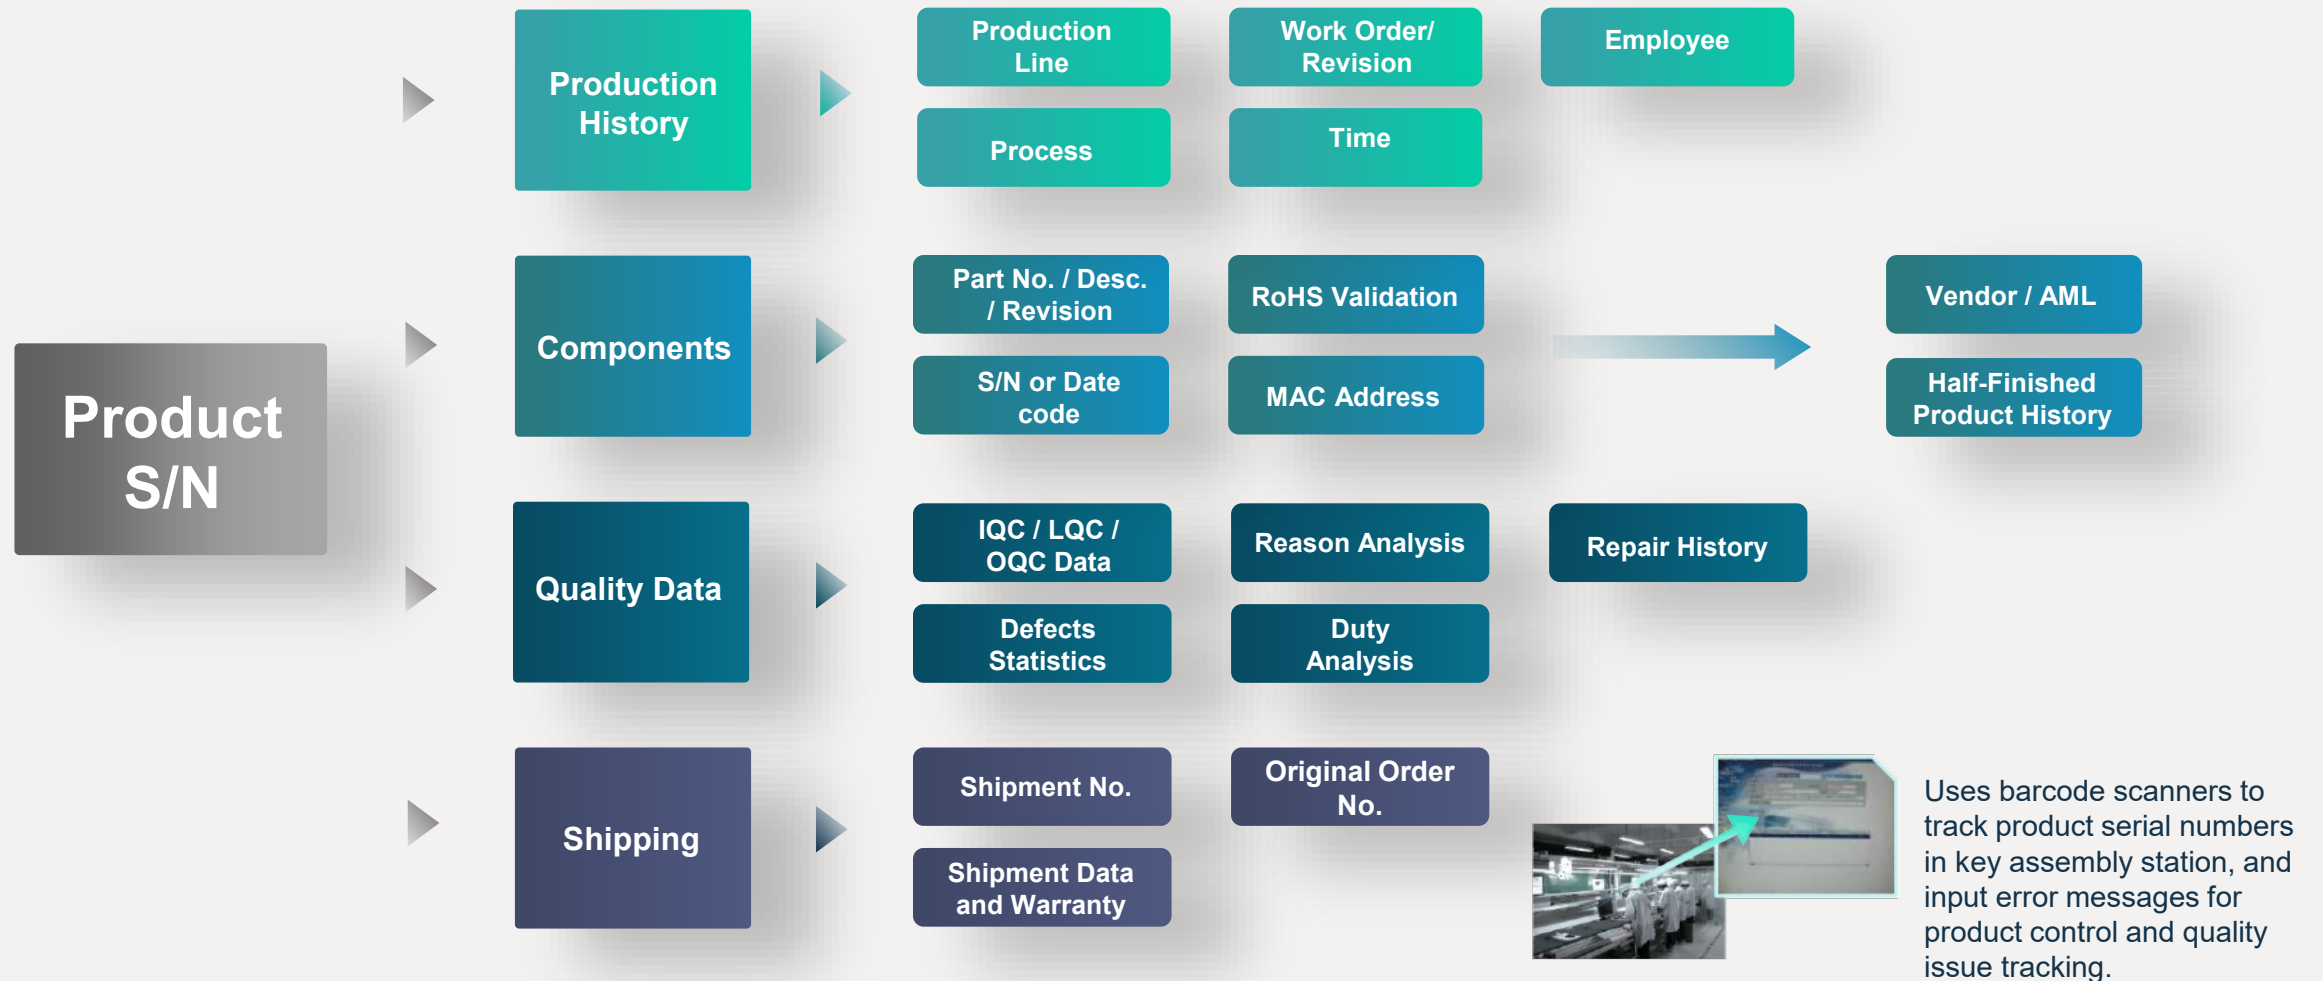 Product
S/N
Production
History
Production
Line
Work Order/
Revision
Employee
Process
Time
Components
Part No. / Desc.
/ Revision
RoHS Validation
S/N or Date
code
MAC Address
Vendor / AML
Half-Finished
Product History
Quality Data
IQC / LQC /
OQC Data
Reason Analysis
Repair History
Defects
Statistics
Duty
Analysis
Shipping
Shipment No.
Original Order
No.
Shipment Data
and Warranty
Uses barcode scanners to
track product serial numbers
in key assembly station, and
input error messages for
product control and quality
issue tracking.